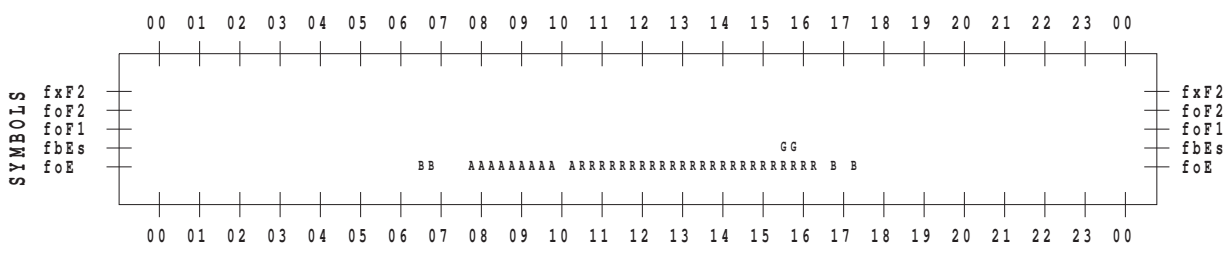 00 01 02 03 04 05 06 07 08 09 10 11 12 13 14 15 16 17 18 19 20 21 22 23 00
SYMBOLS
fxF2 fxF2
foF2 foF2
foF1 foF1
fbEs GG fbEs
foE BB AAAAAAAAA ARRRRRRRRRRRRRRRRRRRRRRRR B B foE
00 01 02 03 04 05 06 07 08 09 10 11 12 13 14 15 16 17 18 19 20 21 22 23 00